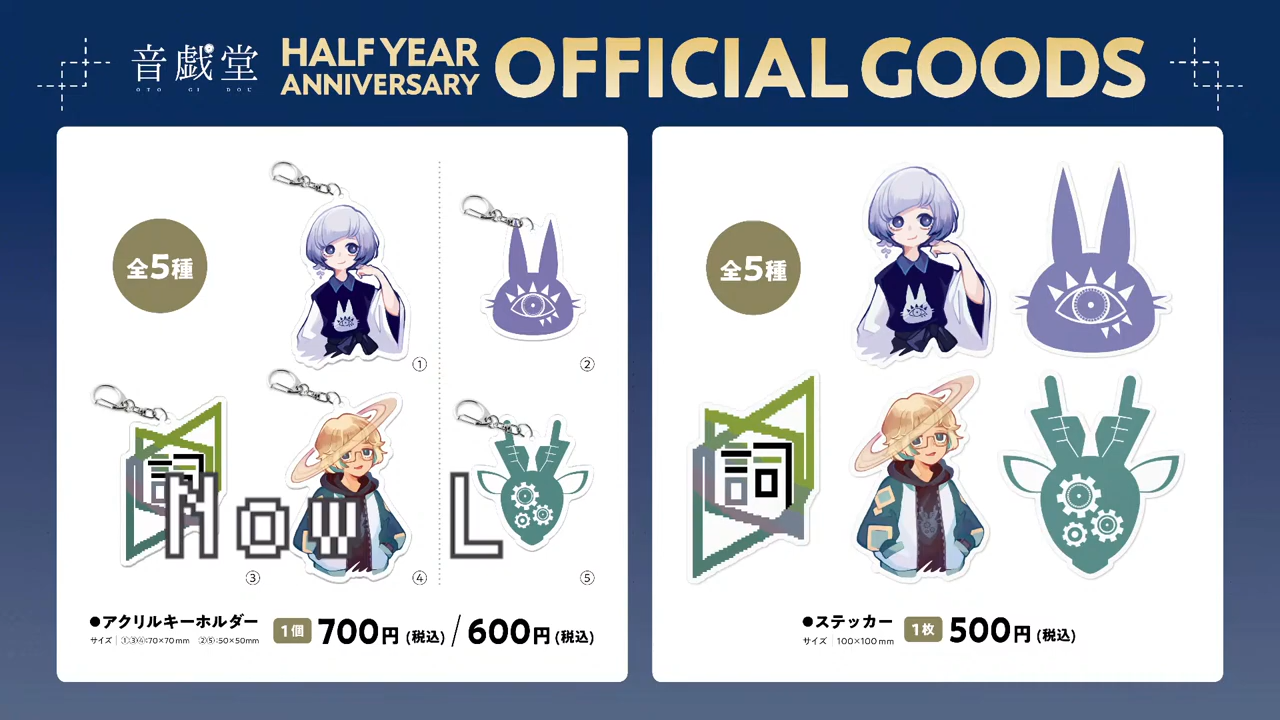 音戯堂
OTO GI DOU
HALF YEAR
ANNIVERSARY
OFFICIAL GOODS
全5種
①
②
詞
③
④
⑤
Now L
●アクリルキーホルダー
サイズ | ①③④:70×70mm ②⑤:50×50mm
1個 700円(税込)/600円(税込)
全5種
詞
●ステッカー
サイズ | 100×100mm
1枚 500円(税込)